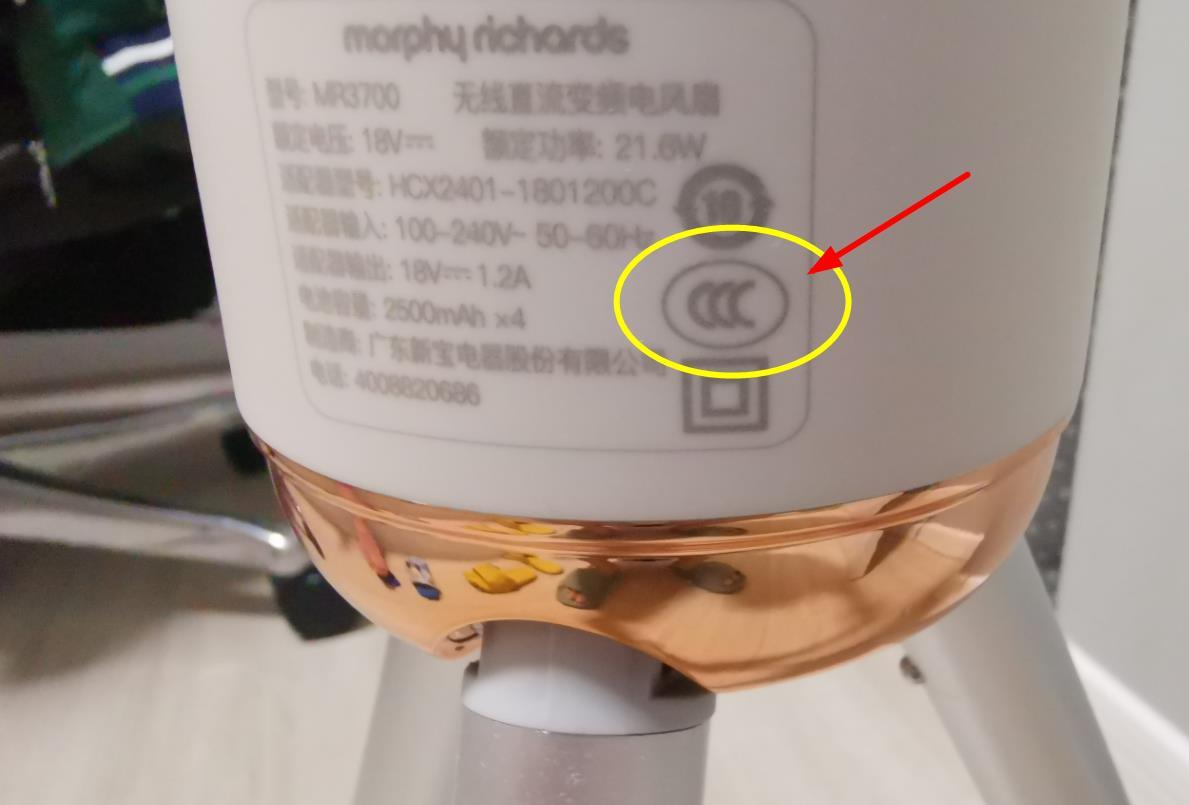 morphy richards
型号: MR3700 无线直流变频电风扇
额定电压: 18V⎓ 额定功率: 21.6W
适配器型号: HCX2401-1801200C
适配器输入: 100-240V~ 50-60Hz
适配器输出: 18V⎓1.2A
电池容量: 2500mAh x4
制造商: 广东新宝电器股份有限公司
电话: 4008820686
10
CCC